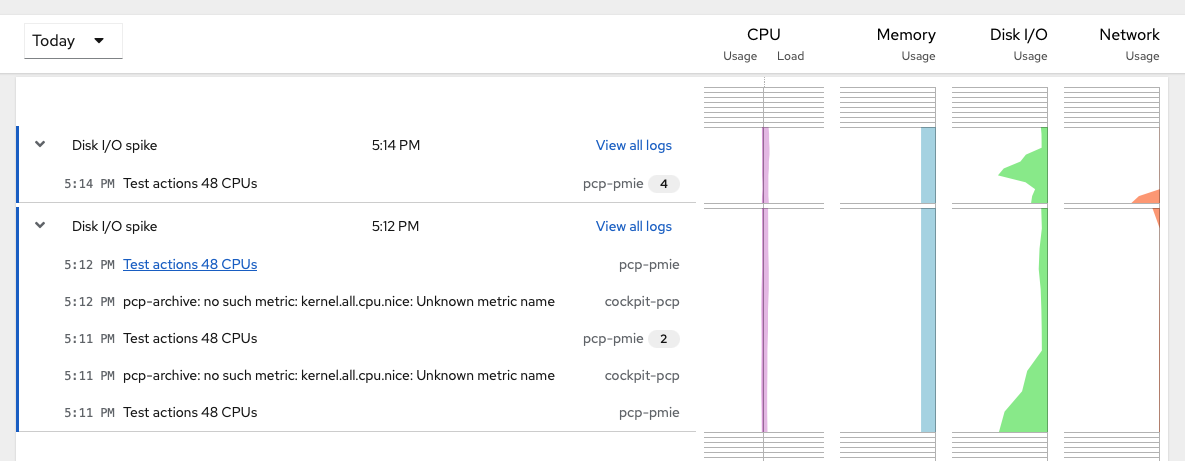 Today CPU Memory Disk I/O Network
Usage Load Usage Usage Usage
Disk I/O spike 5:14 PM View all logs
5:14 PM Test actions 48 CPUs pcp-pmie 4
Disk I/O spike 5:12 PM View all logs
5:12 PM Test actions 48 CPUs pcp-pmie
5:12 PM pcp-archive: no such metric: kernel.all.cpu.nice: Unknown metric name cockpit-pcp
5:11 PM Test actions 48 CPUs pcp-pmie 2
5:11 PM pcp-archive: no such metric: kernel.all.cpu.nice: Unknown metric name cockpit-pcp
5:11 PM Test actions 48 CPUs pcp-pmie